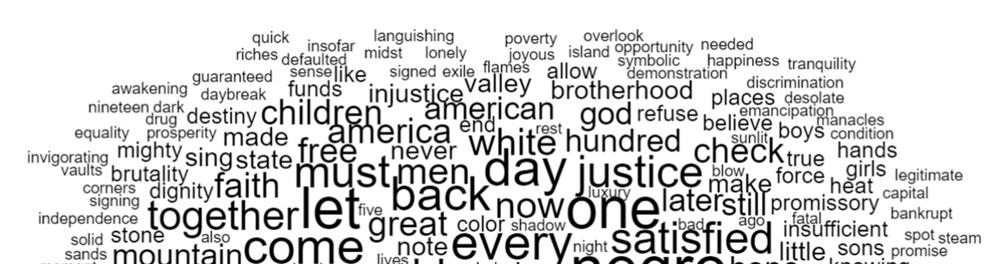 quick insofar languishing poverty overlook
riches defaulted midst lonely joyous island opportunity needed
guaranteed sense like signed exile flames allow symbolic happiness tranquility
demonstration
awakening daybreak funds injustice valley brotherhood places discrimination
nineteen dark desolate
drug destiny children american god refuse emancipation
equality prosperity made america end rest believe boys manacles
mighty free never white hundred sunlit condition
invigorating sing state check true hands
vaults brutality must men day justice blow force girls legitimate
corners dignity faith back luxury make heat capital
signing together let five now one later still promissory
independence great color shadow bad ago fatal bankrupt
solid stone also come note every night satisfied insufficient spot steam
sands mountain lives little sons promise